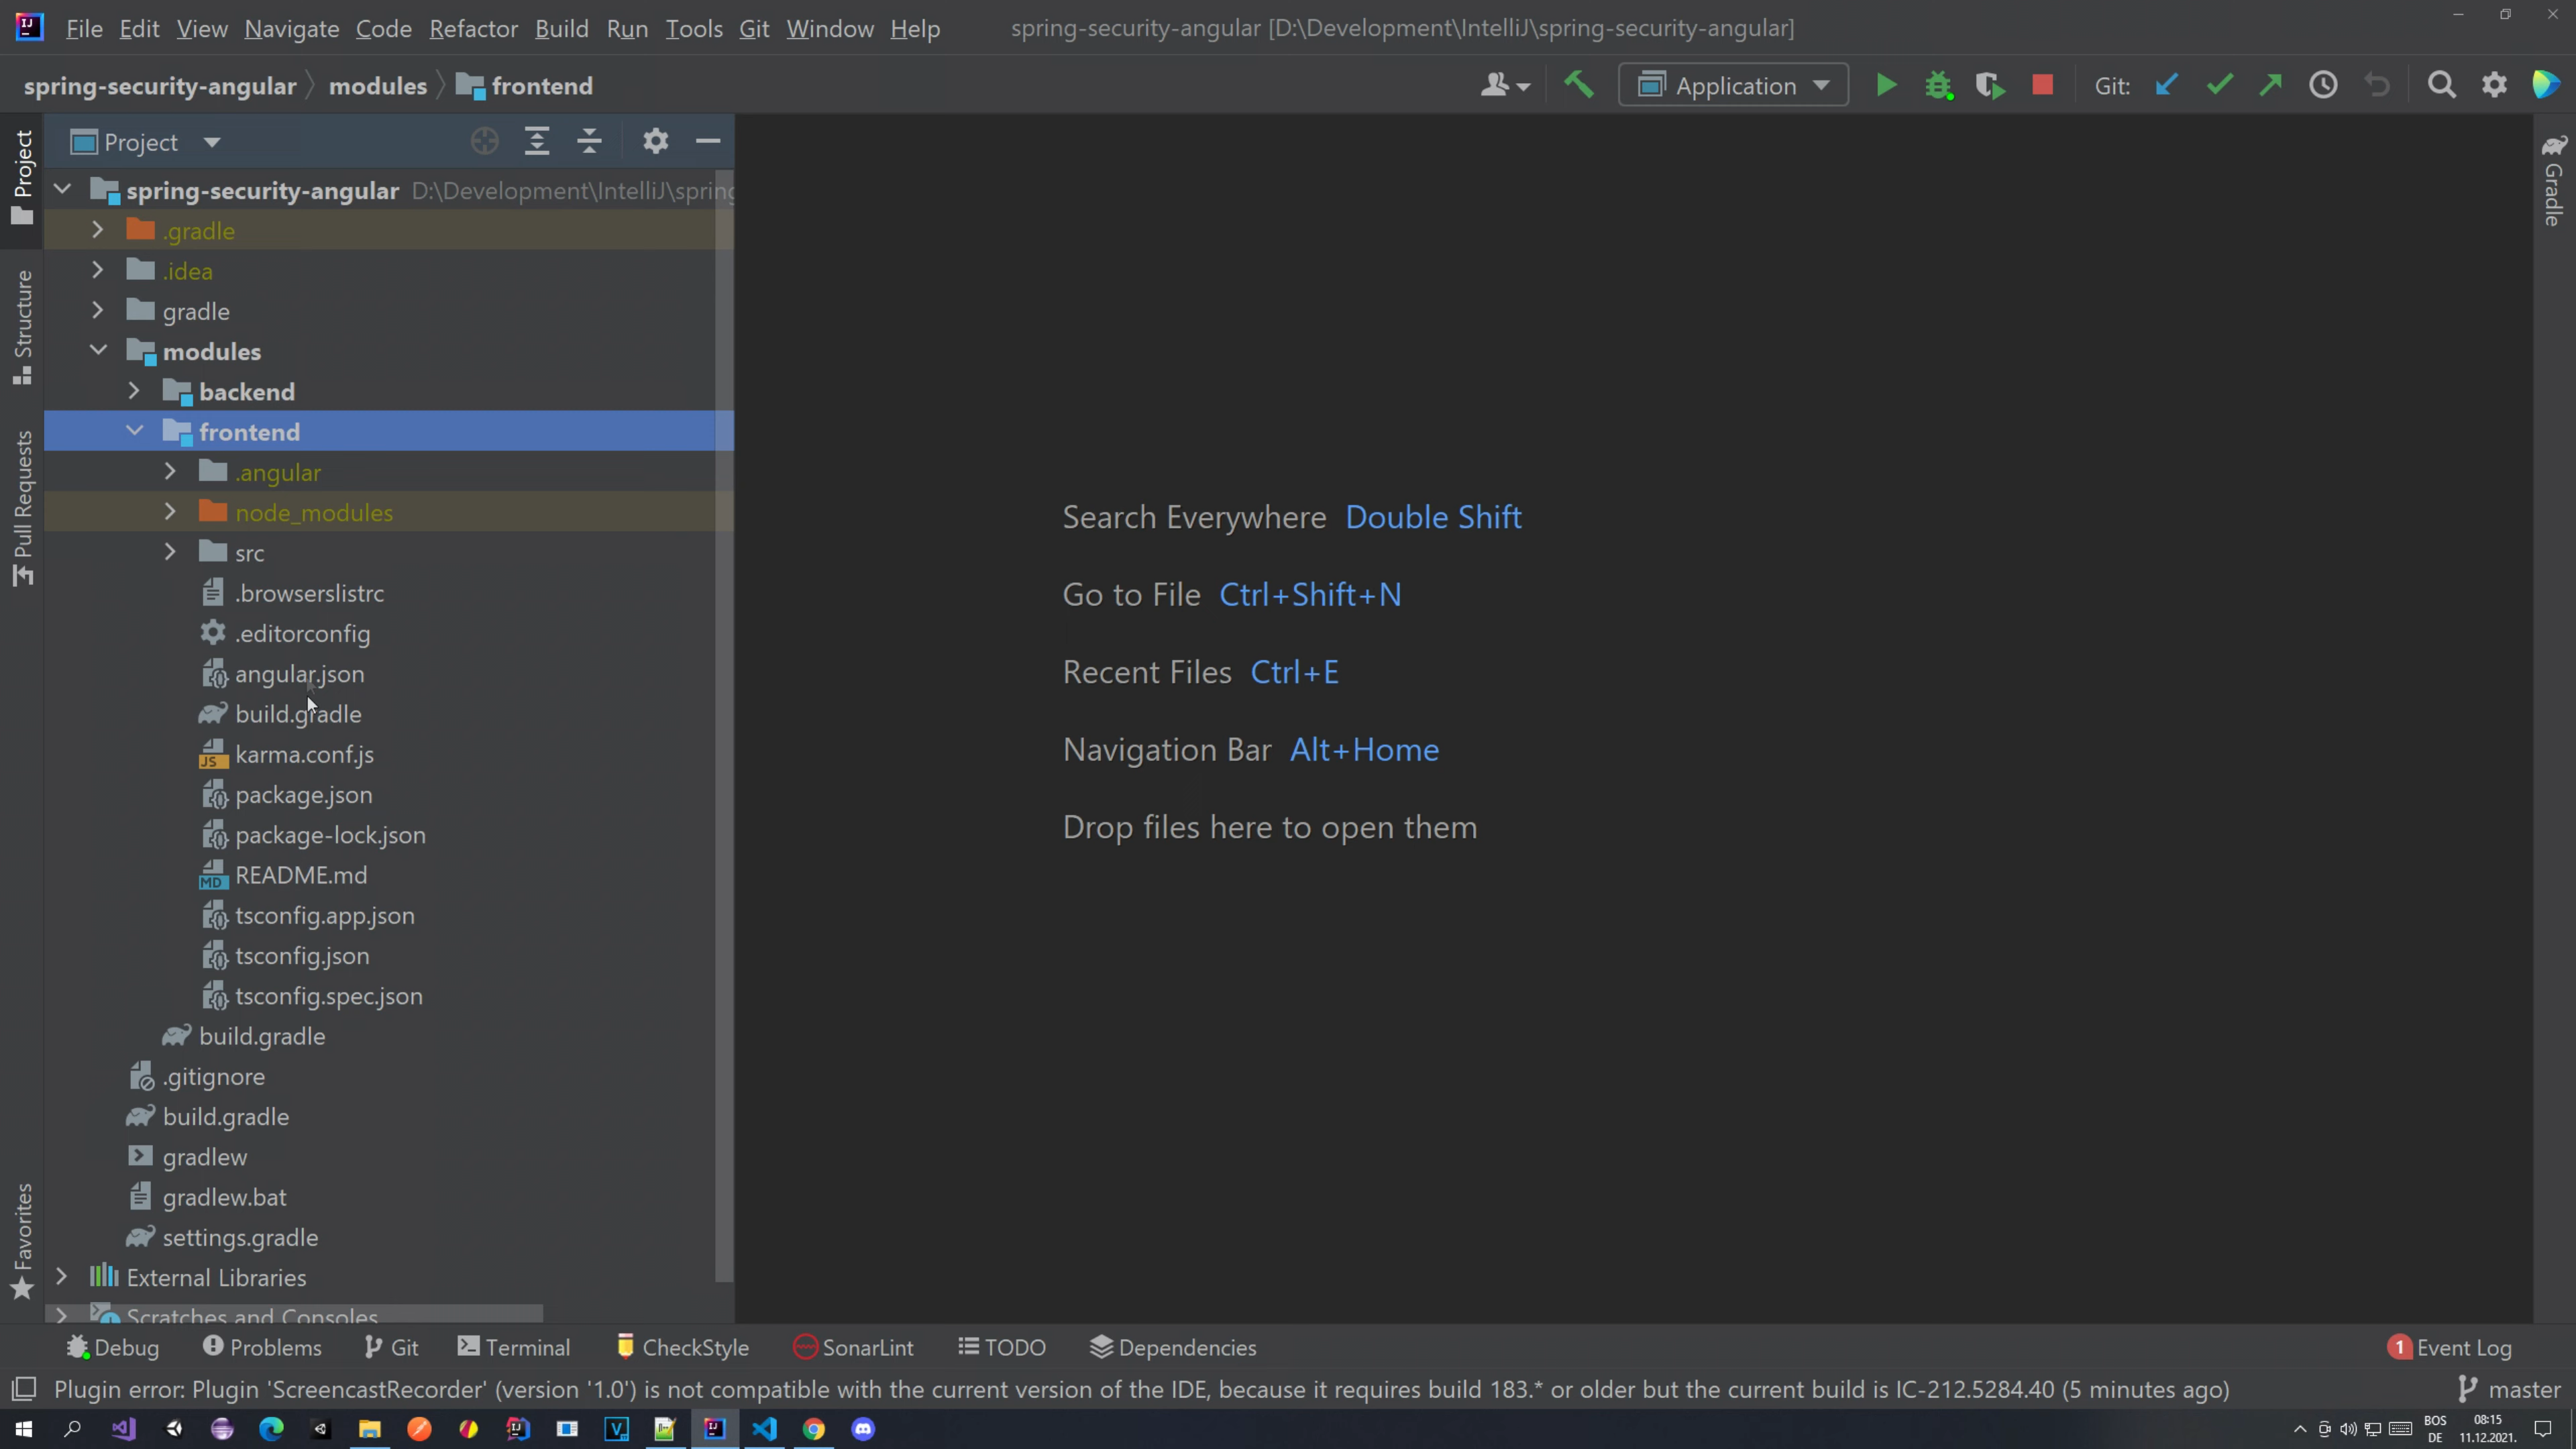 File Edit View Navigate Code Refactor Build Run Tools Git Window Help spring-security-angular [D:\Development\IntelliJ\spring-security-angular]
spring-security-angular modules frontend Application Git:
Project
Project
Structure
Pull Requests
Favorites
spring-security-angular D:\Development\IntelliJ\spring
.gradle
.idea
gradle
modules
backend
frontend
.angular
node_modules
src
.browserslistrc
.editorconfig
angular.json
build.gradle
JS karma.conf.js
package.json
package-lock.json
MD README.md
tsconfig.app.json
tsconfig.json
tsconfig.spec.json
build.gradle
.gitignore
build.gradle
gradlew
gradlew.bat
settings.gradle
External Libraries
Scratches and Consoles
Search Everywhere Double Shift
Go to File Ctrl+Shift+N
Recent Files Ctrl+E
Navigation Bar Alt+Home
Drop files here to open them
Gradle
Debug Problems Git Terminal CheckStyle SonarLint TODO Dependencies 1 Event Log
Plugin error: Plugin 'ScreencastRecorder' (version '1.0') is not compatible with the current version of the IDE, because it requires build 183.* or older but the current build is IC-212.5284.40 (5 minutes ago) master
BOS 08:15
DE 11.12.2021.